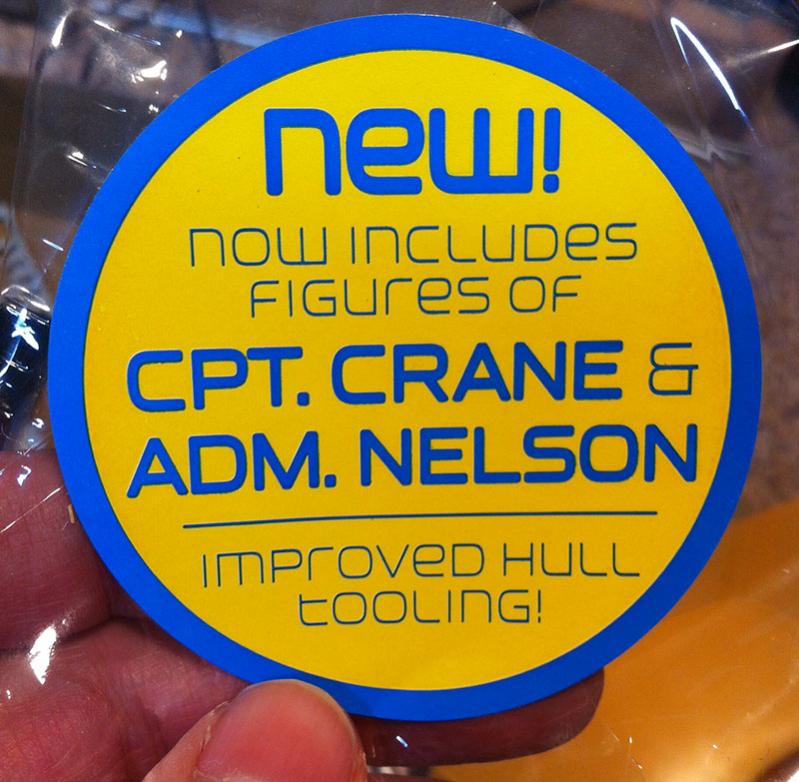 new!
now includes
figures of
CPT. CRANE &
ADM. NELSON
improved hull
tooling!